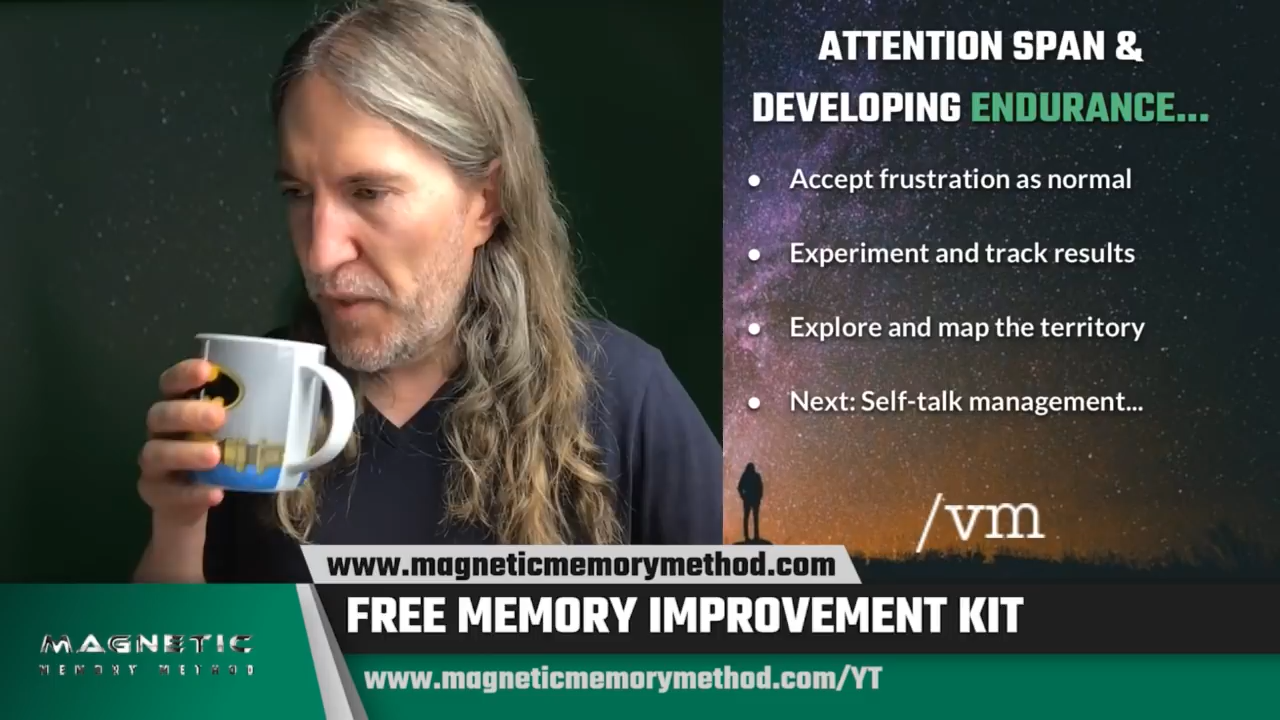 ATTENTION SPAN &
DEVELOPING ENDURANCE...
• Accept frustration as normal
• Experiment and track results
• Explore and map the territory
• Next: Self-talk management...
/vm
www.magneticmemorymethod.com
FREE MEMORY IMPROVEMENT KIT
MAGNETIC
MEMORY METHOD
www.magneticmemorymethod.com/YT